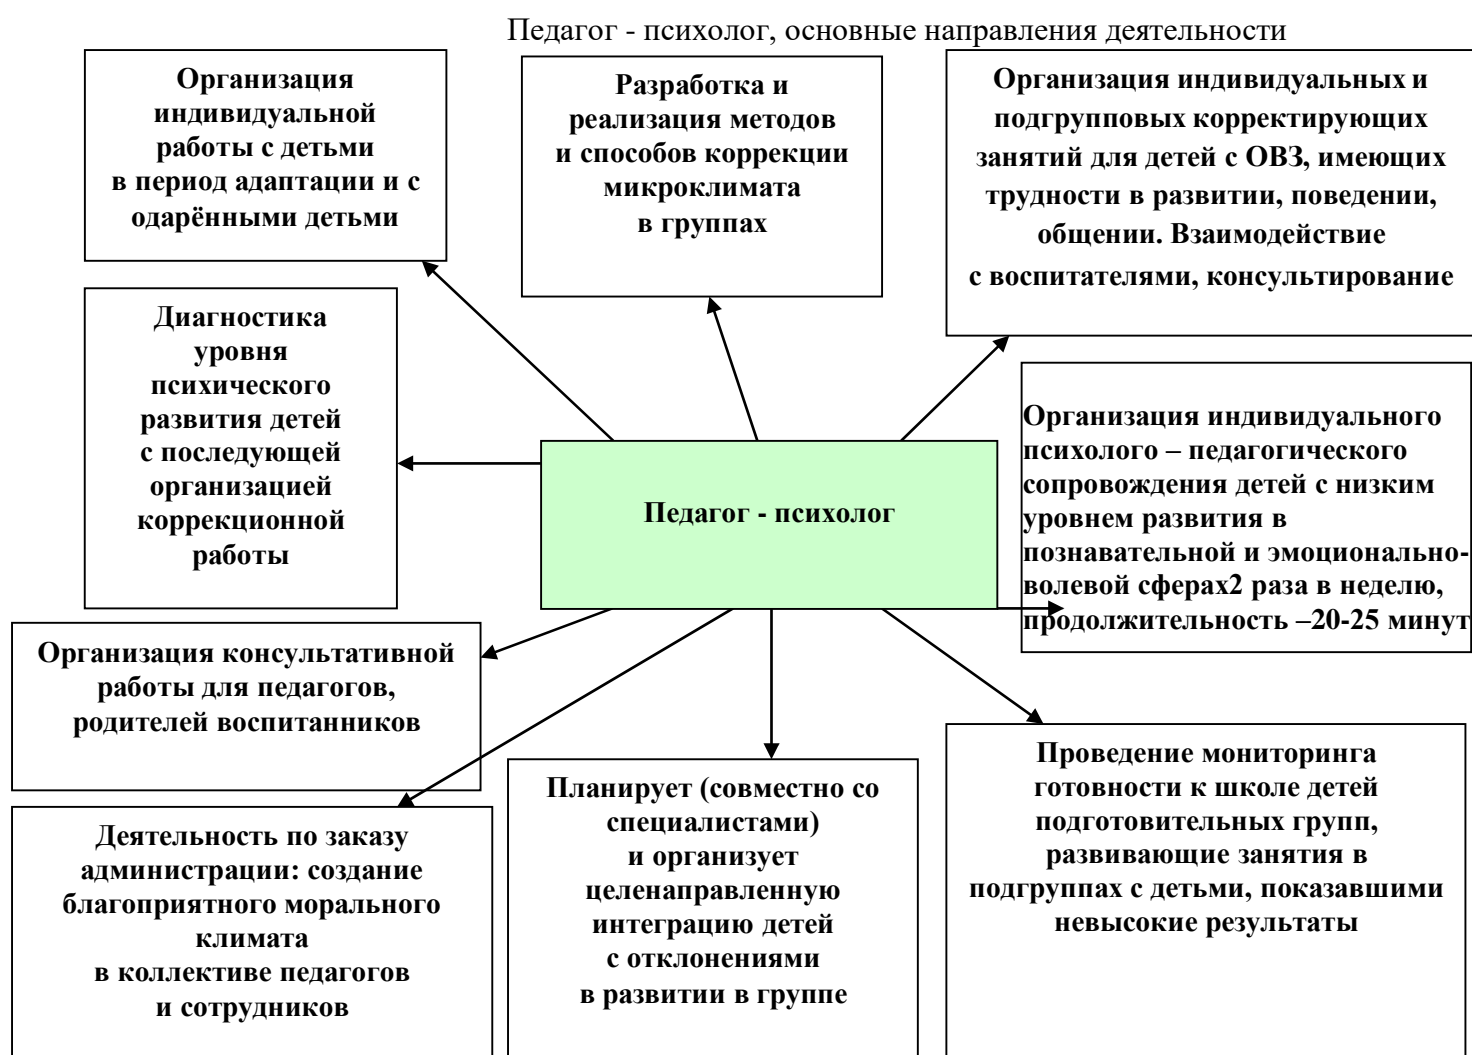 Педагог - психолог, основные направления деятельности
Организация
индивидуальной
работы с детьми
в период адаптации и с
одарёнными детьми
Разработка и
реализация методов
и способов коррекции
микроклимата
в группах
Организация индивидуальных и
подгрупповых корректирующих
занятий для детей с ОВЗ, имеющих
трудности в развитии, поведении,
общении. Взаимодействие
с воспитателями, консультирование
Диагностика
уровня
психического
развития детей
с последующей
организацией
коррекционной
работы
Педагог - психолог
Организация индивидуального
психолого – педагогического
сопровождения детей с низким
уровнем развития в
познавательной и эмоционально-
волевой сферах2 раза в неделю,
продолжительность –20-25 минут
Организация консультативной
работы для педагогов,
родителей воспитанников
Деятельность по заказу
администрации: создание
благоприятного морального
климата
в коллективе педагогов
и сотрудников
Планирует (совместно со
специалистами)
и организует
целенаправленную
интеграцию детей
с отклонениями
в развитии в группе
Проведение мониторинга
готовности к школе детей
подготовительных групп,
развивающие занятия в
подгруппах с детьми, показавшими
невысокие результаты